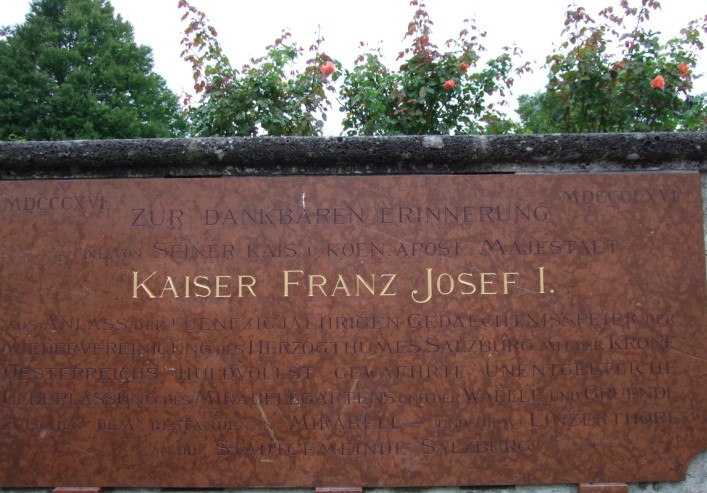 MDCCCXVI MDCCCLXVI
ZUR DANKBAREN ERINNERUNG
AN DIE VON SEINER KAIS. U. KOEN. APOST. MAJESTAET
KAISER FRANZ JOSEF I.
AUS ANLASS DER FUENFZIGJAEHRIGEN GEDAECHTNISSFEIER DER
WIEDERVEREINIGUNG DES HERZOGTHUMES SALZBURG MIT DER KRONE
OESTERREICHS HULDVOLLST GEWAEHRTE UNENTGELTLICHE
UEBERLASSUNG DES MIRABELLGARTENS UND DER WAELLE UND GRUENDE
ZWISCHEN DEM BESTANDENEN MIRABELL- UND DEM LINZERTHORE
AN DIE STADTGEMEINDE SALZBURG